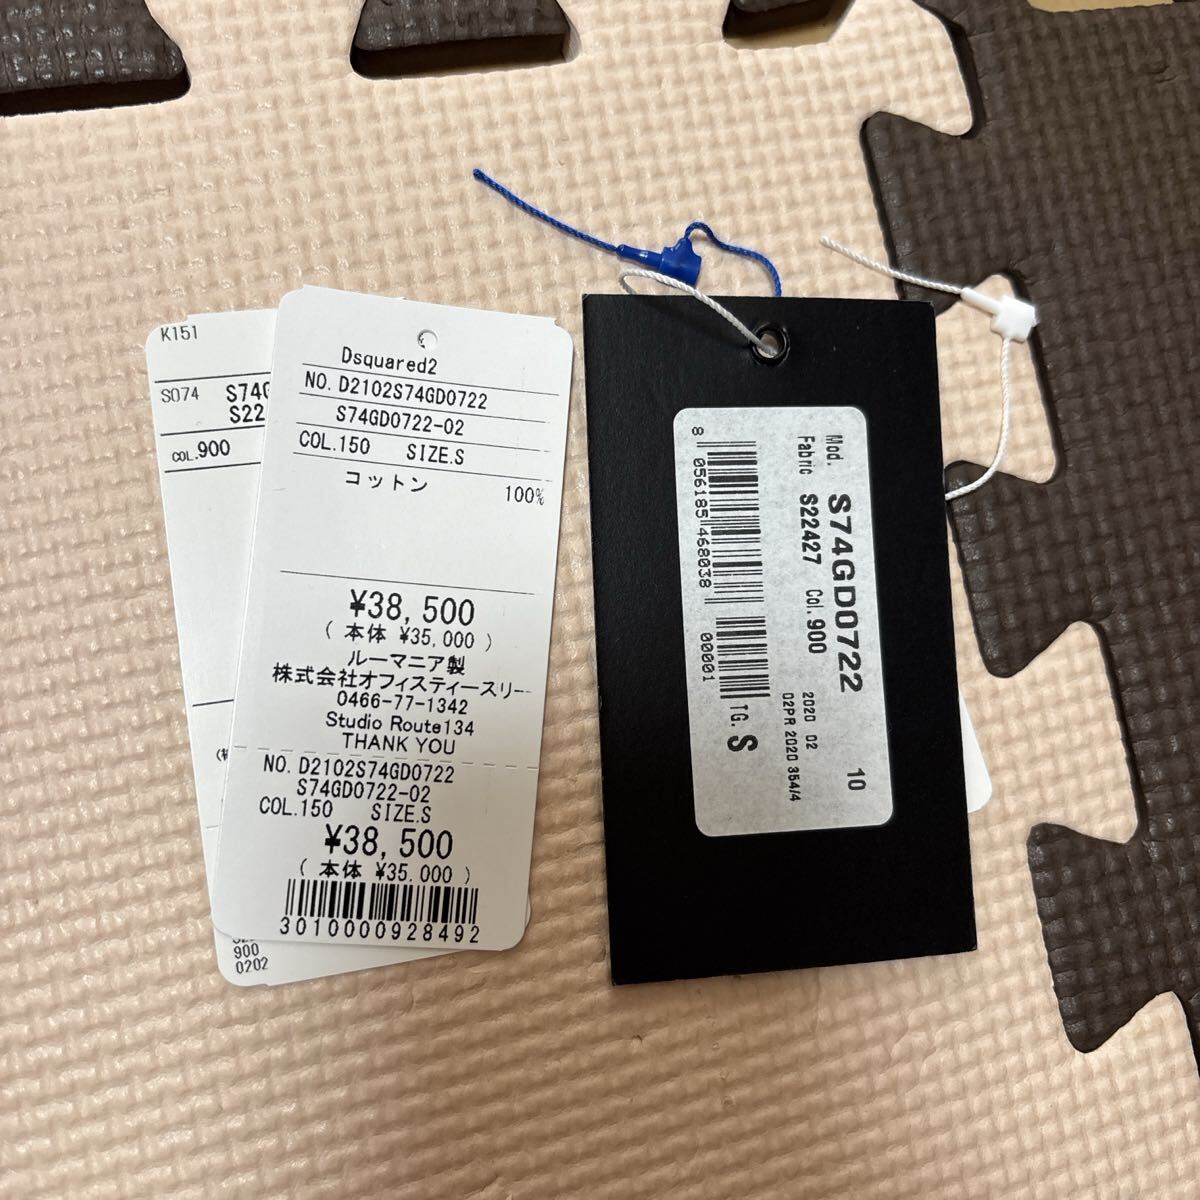 K151
S074 S74G
S22
COL.900
900
0202
Dsquared2
NO. D2102S74GD0722
S74GD0722-02
COL.150 SIZE.S
コットン 100%
¥38,500
( 本体 ¥35,000 )
ルーマニア製
株式会社オフィスティースリー
0466-77-1342
Studio Route134
THANK YOU
NO. D2102S74GD0722
S74GD0722-02
COL.150 SIZE.S
¥38,500
( 本体 ¥35.000 )
3010000928492
Mod. S74GD0722 10
Fabric S22427 Col.900 2020 02
02PR 2020 354/4
8 056185 468038 00001
TG. S